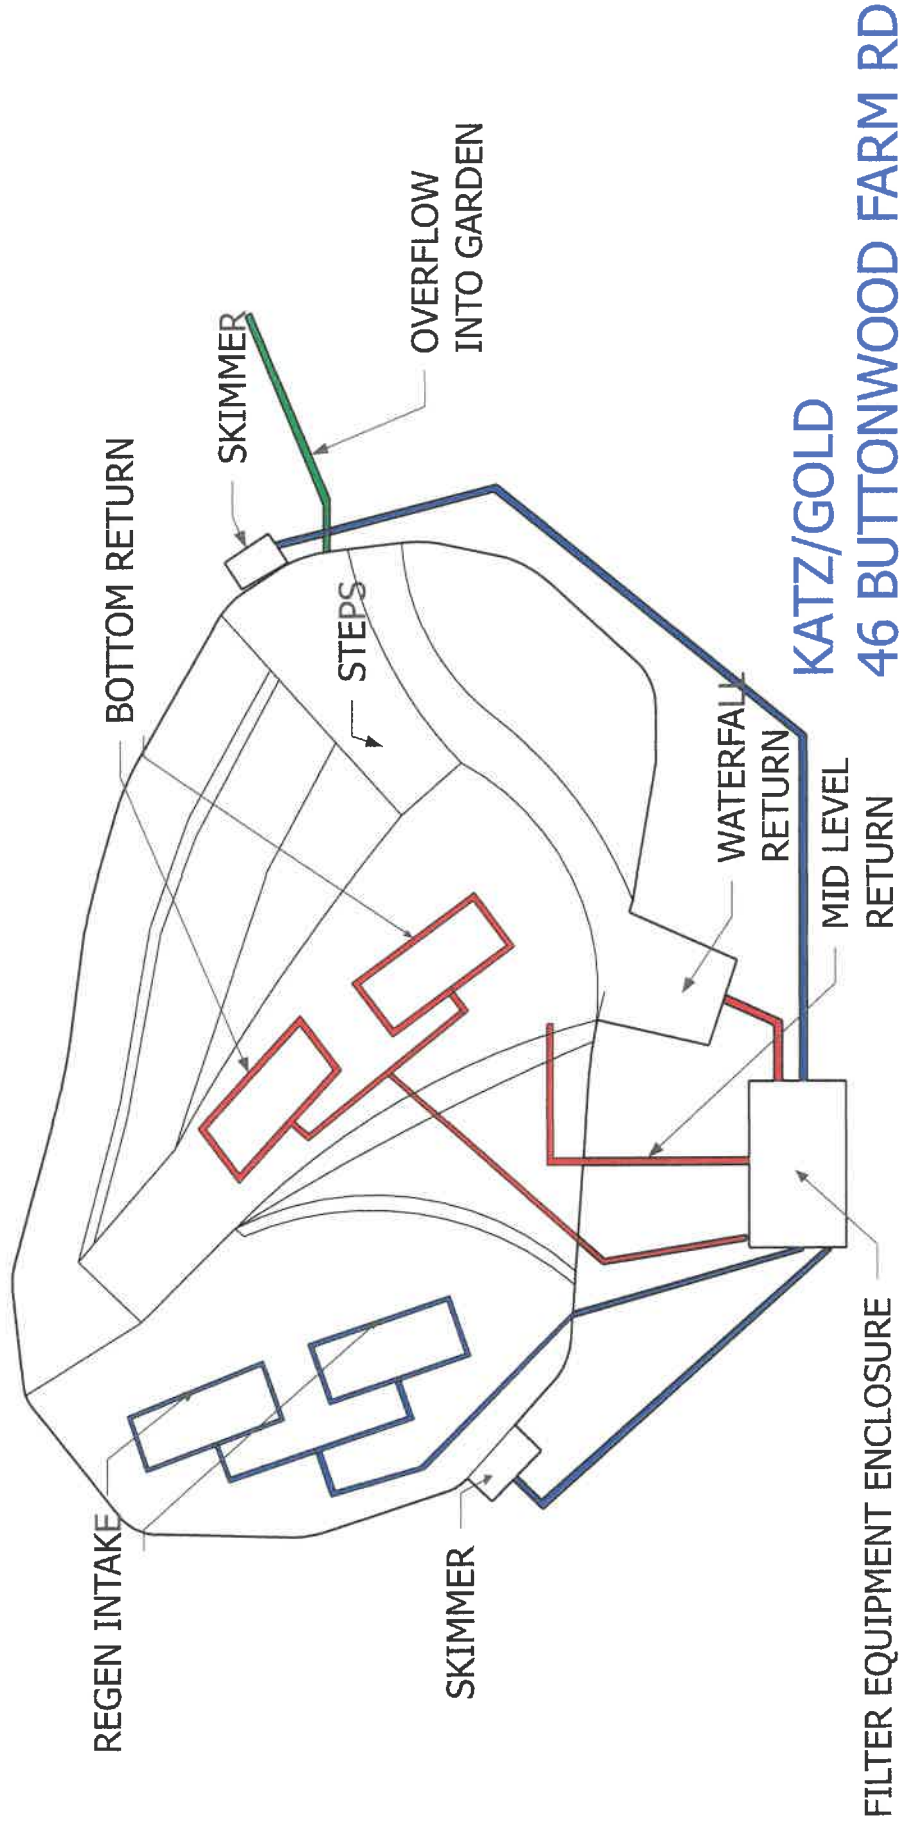 REGEN INTAKE
BOTTOM RETURN
SKIMMER
STEPS
OVERFLOW
INTO GARDEN
SKIMMER
WATERFALL
RETURN
MID LEVEL
RETURN
FILTER EQUIPMENT ENCLOSURE
KATZ/GOLD
46 BUTTONWOOD FARM RD